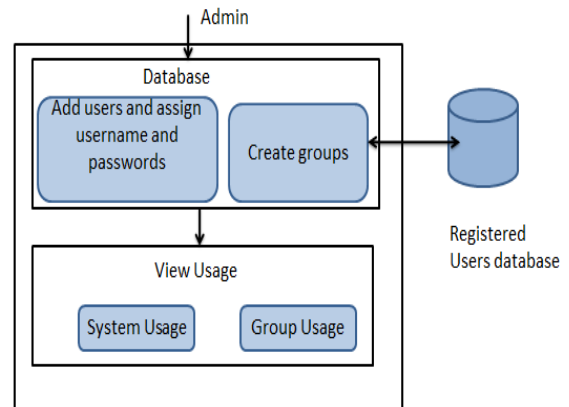 Admin
Database
Add users and assign
username and
passwords
Create groups
Registered
Users database
View Usage
System Usage
Group Usage